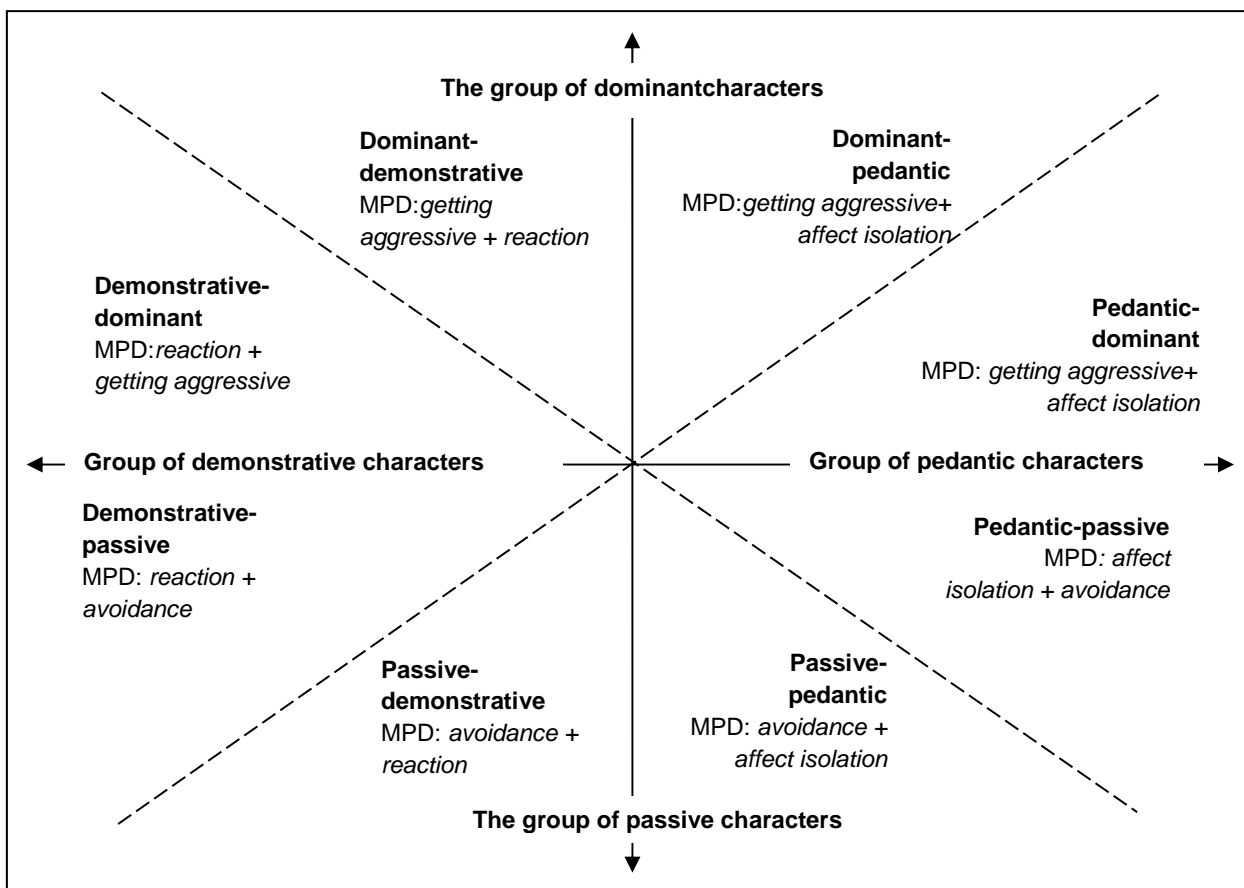 The group of dominantcharacters
Dominant-
demonstrative
MPD:getting
aggressive + reaction
Dominant-
pedantic
MPD:getting aggressive+
affect isolation
Demonstrative-
dominant
MPD:reaction +
getting aggressive
Pedantic-
dominant
MPD: getting aggressive+
affect isolation
Group of demonstrative characters
Group of pedantic characters
Demonstrative-
passive
MPD: reaction +
avoidance
Pedantic-passive
MPD: affect
isolation + avoidance
Passive-
demonstrative
MPD: avoidance +
reaction
Passive-
pedantic
MPD: avoidance +
affect isolation
The group of passive characters